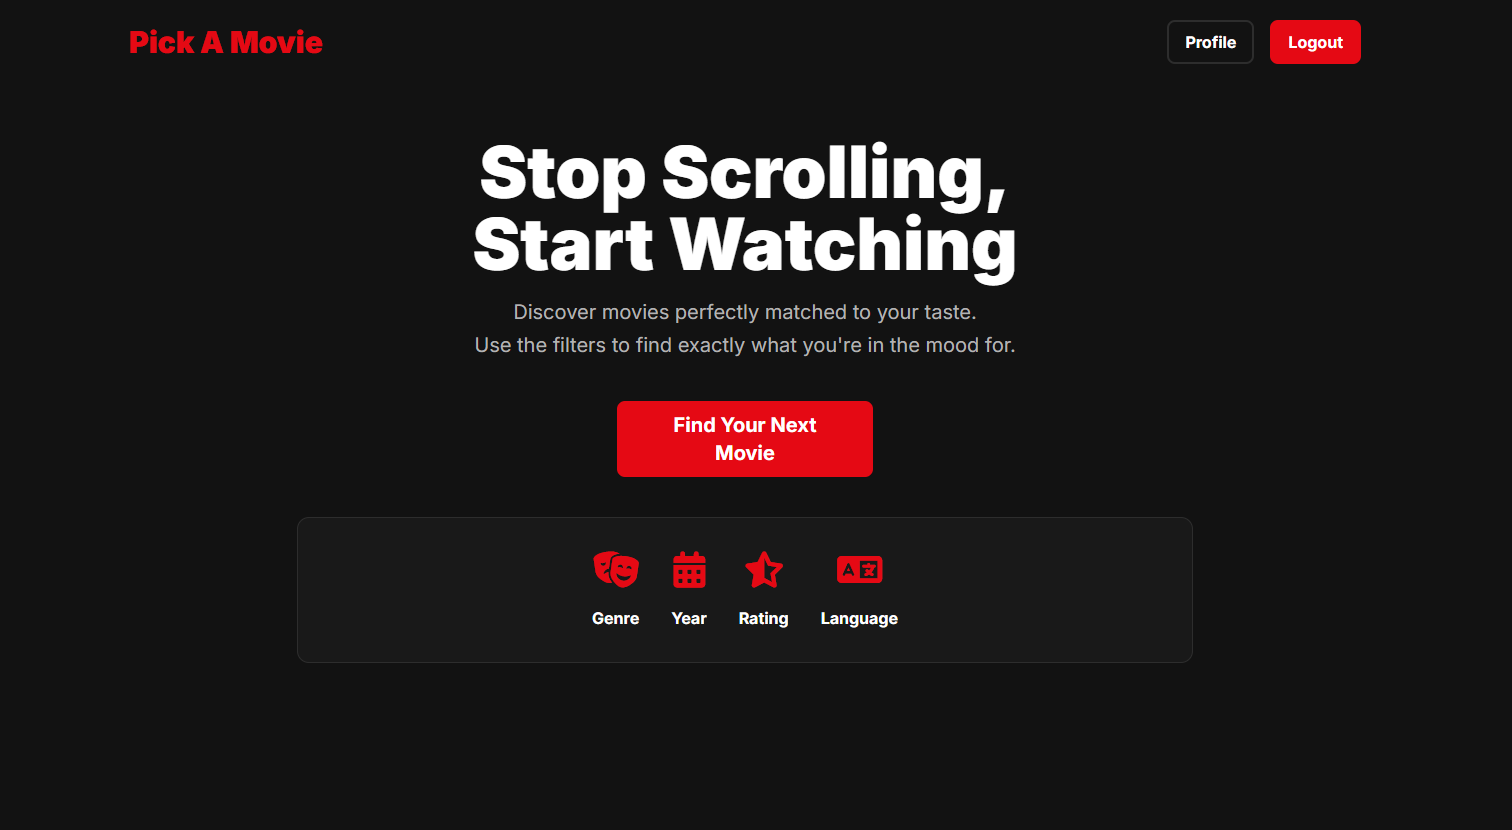 Pick A Movie
Profile
Logout
Stop Scrolling,
Start Watching
Discover movies perfectly matched to your taste.
Use the filters to find exactly what you're in the mood for.
Find Your Next
Movie
Genre
Year
Rating
Language